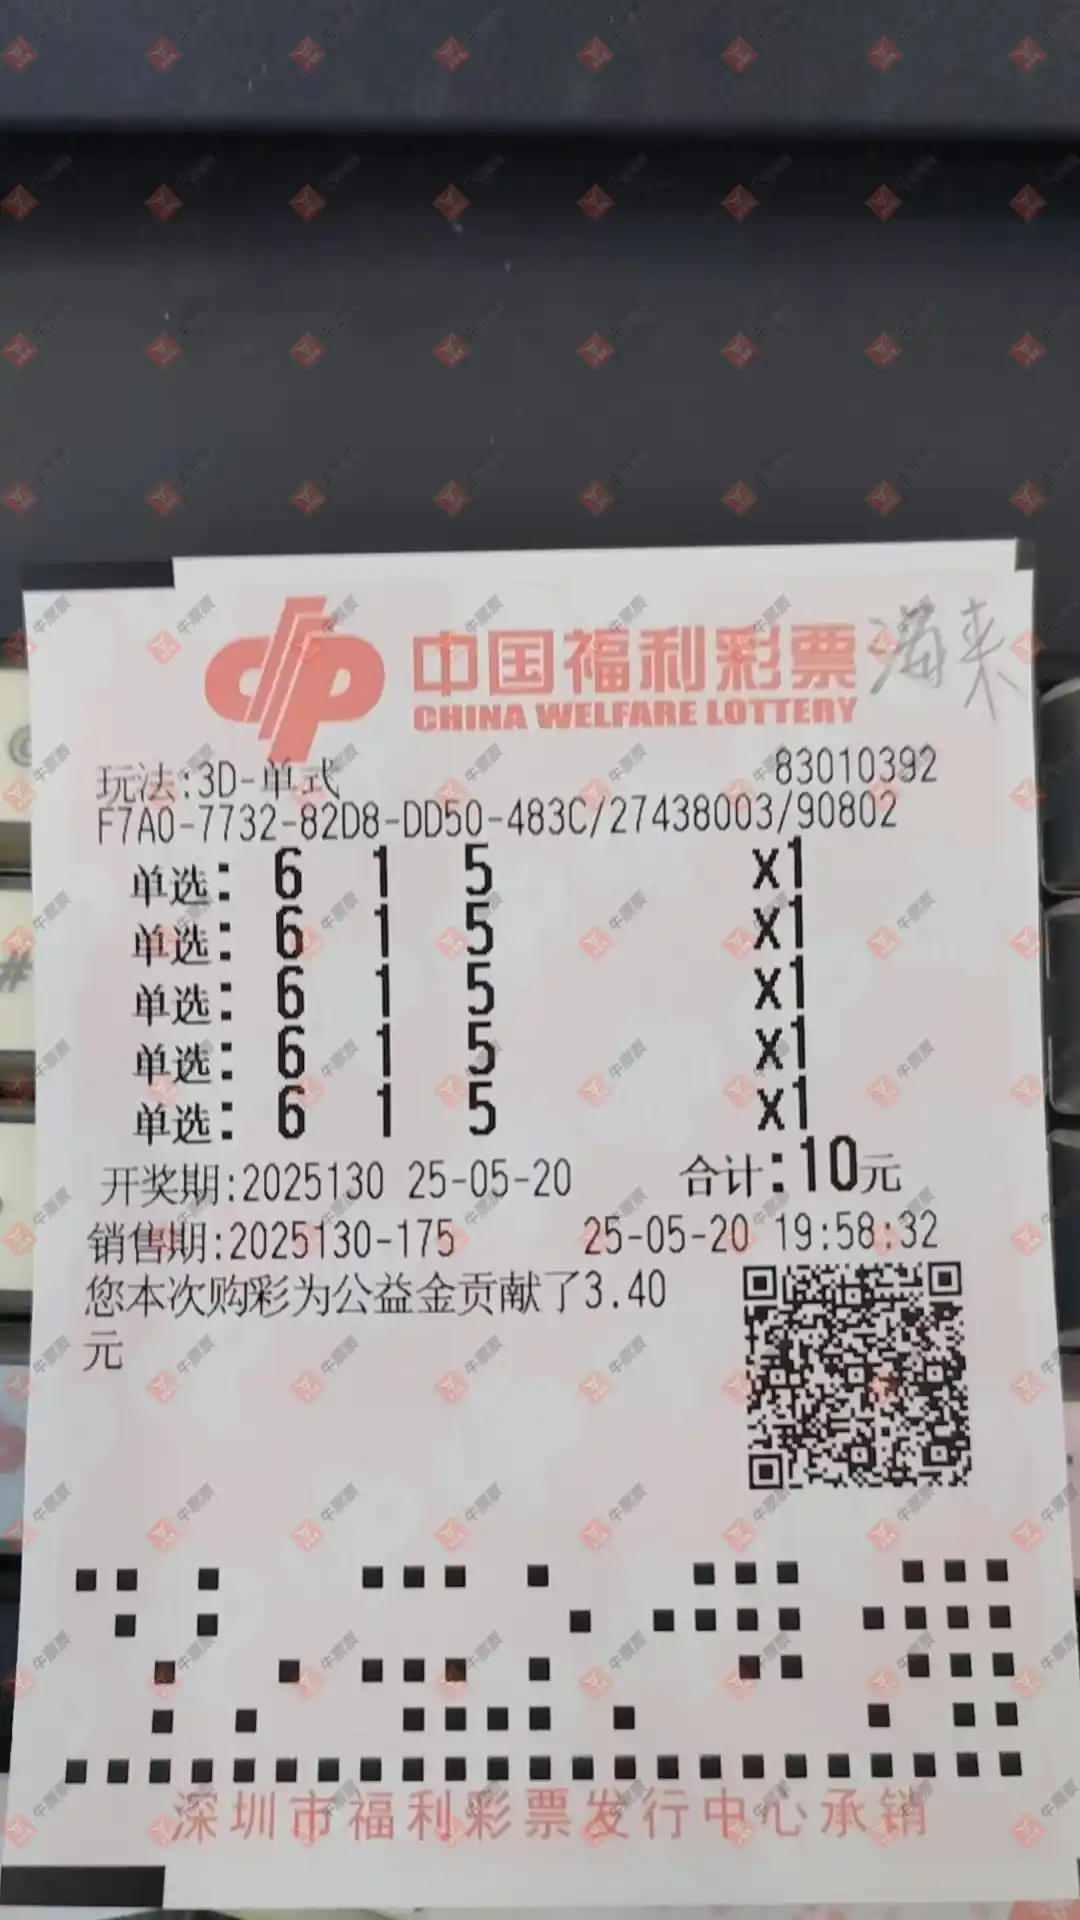 中国福利彩票
CHINA WELFARE LOTTERY
玩法:3D-单式 83010392
F7A0-7732-82D8-DD50-483C/27438003/90802
单选: 6 1 5 x1
单选: 6 1 5 x1
单选: 6 1 5 x1
单选: 6 1 5 x1
单选: 6 1 5 x1
开奖期:2025130 25-05-20 合计:10元
销售期:2025130-175 25-05-20 19:58:32
您本次购彩为公益金贡献了3.40
元
深圳市福利彩票发行中心承销
牛票票